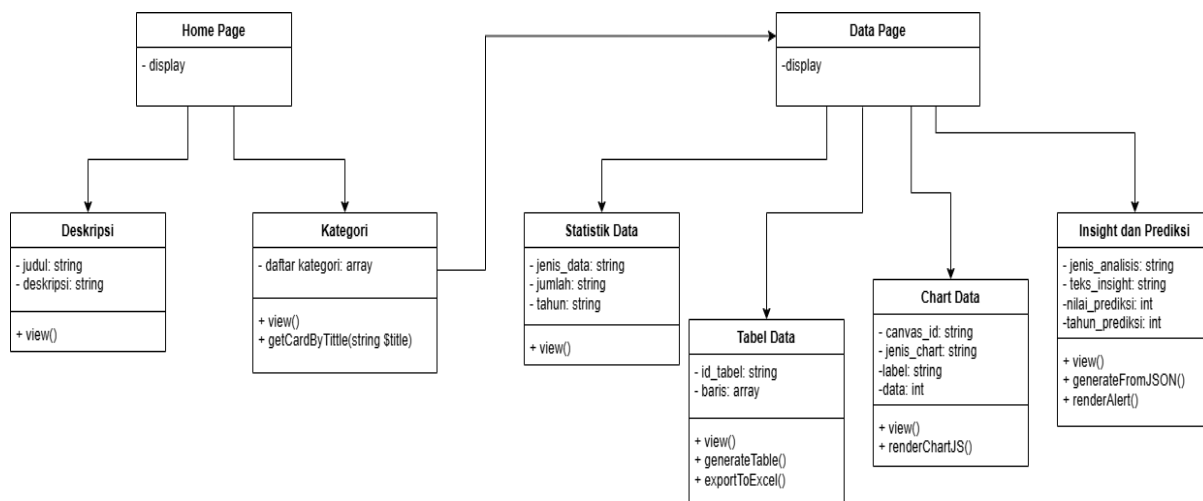 Home Page
- display
Data Page
-display
Deskripsi
- judul: string
- deskripsi: string
+ view()
Kategori
- daftar kategori: array
+ view()
+ getCardByTittle(string $title)
Statistik Data
- jenis_data: string
- jumlah: string
- tahun: string
+ view()
Tabel Data
- id_tabel: string
- baris: array
+ view()
+ generateTable()
+ exportToExcel()
Chart Data
- canvas_id: string
- jenis_chart: string
-label: string
-data: int
+ view()
+ renderChartJS()
Insight dan Prediksi
- jenis_analisis: string
- teks_insight: string
-nilai_prediksi: int
-tahun_prediksi: int
+ view()
+ generateFromJSON()
+ renderAlert()